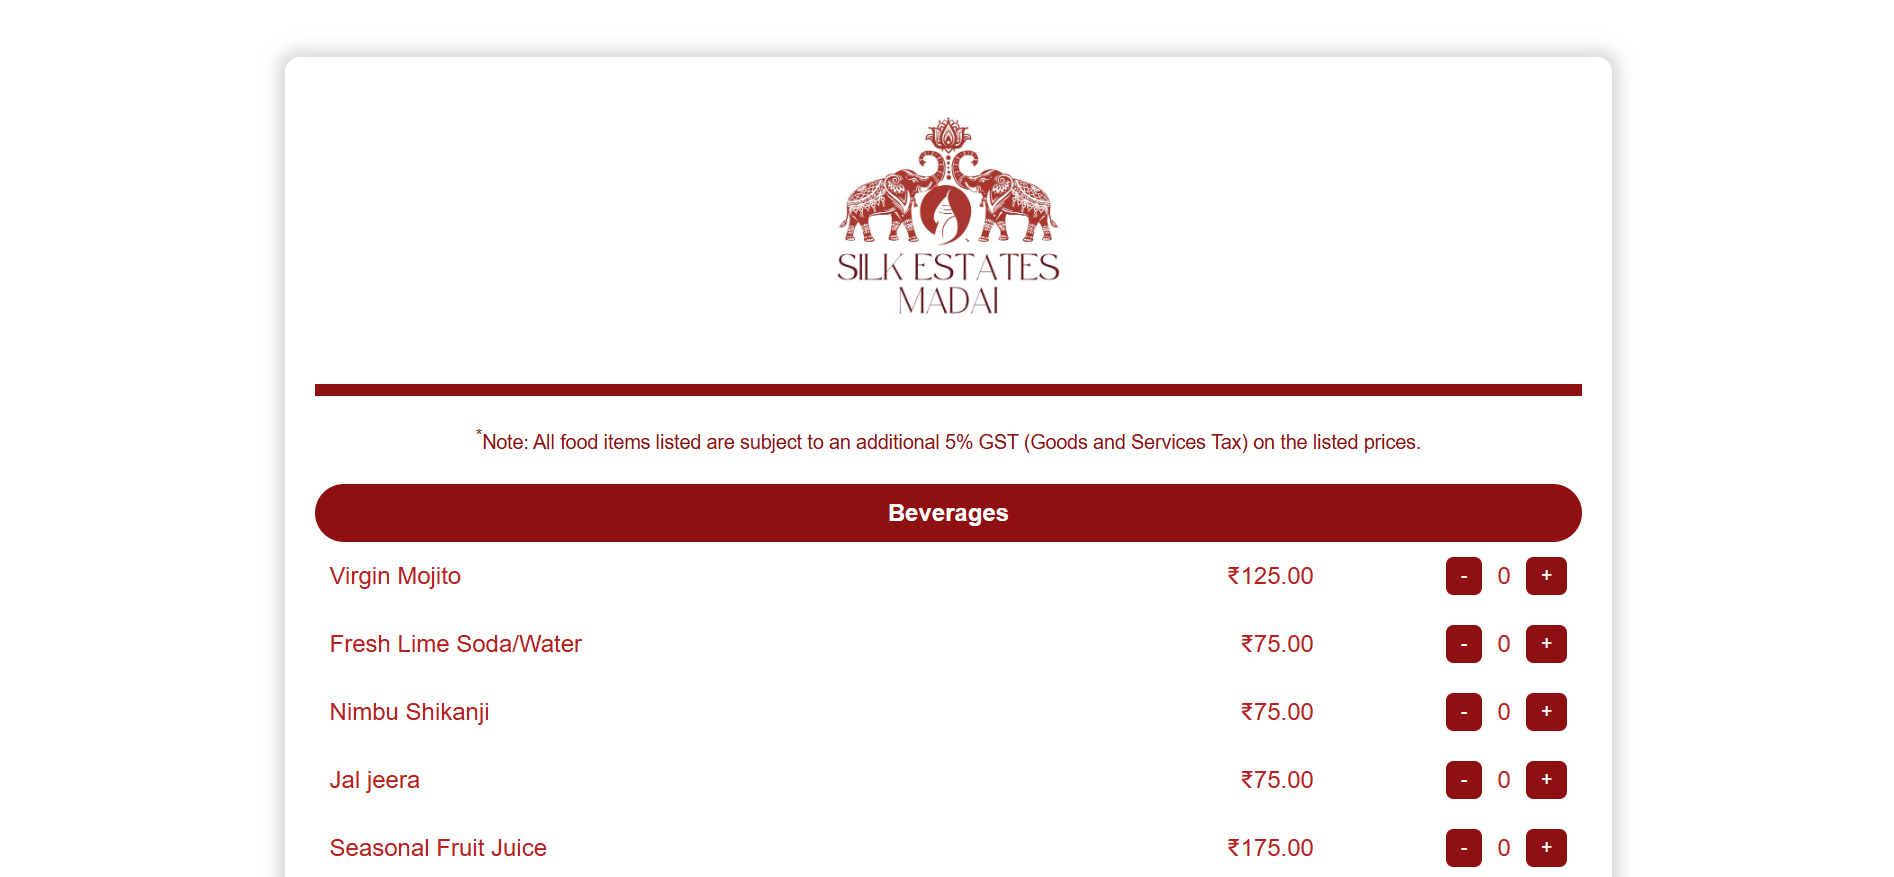 SILK ESTATES
MADAI
*Note: All food items listed are subject to an additional 5% GST (Goods and Services Tax) on the listed prices.
Beverages
Virgin Mojito ₹125.00 - 0 +
Fresh Lime Soda/Water ₹75.00 - 0 +
Nimbu Shikanji ₹75.00 - 0 +
Jal jeera ₹75.00 - 0 +
Seasonal Fruit Juice ₹175.00 - 0 +